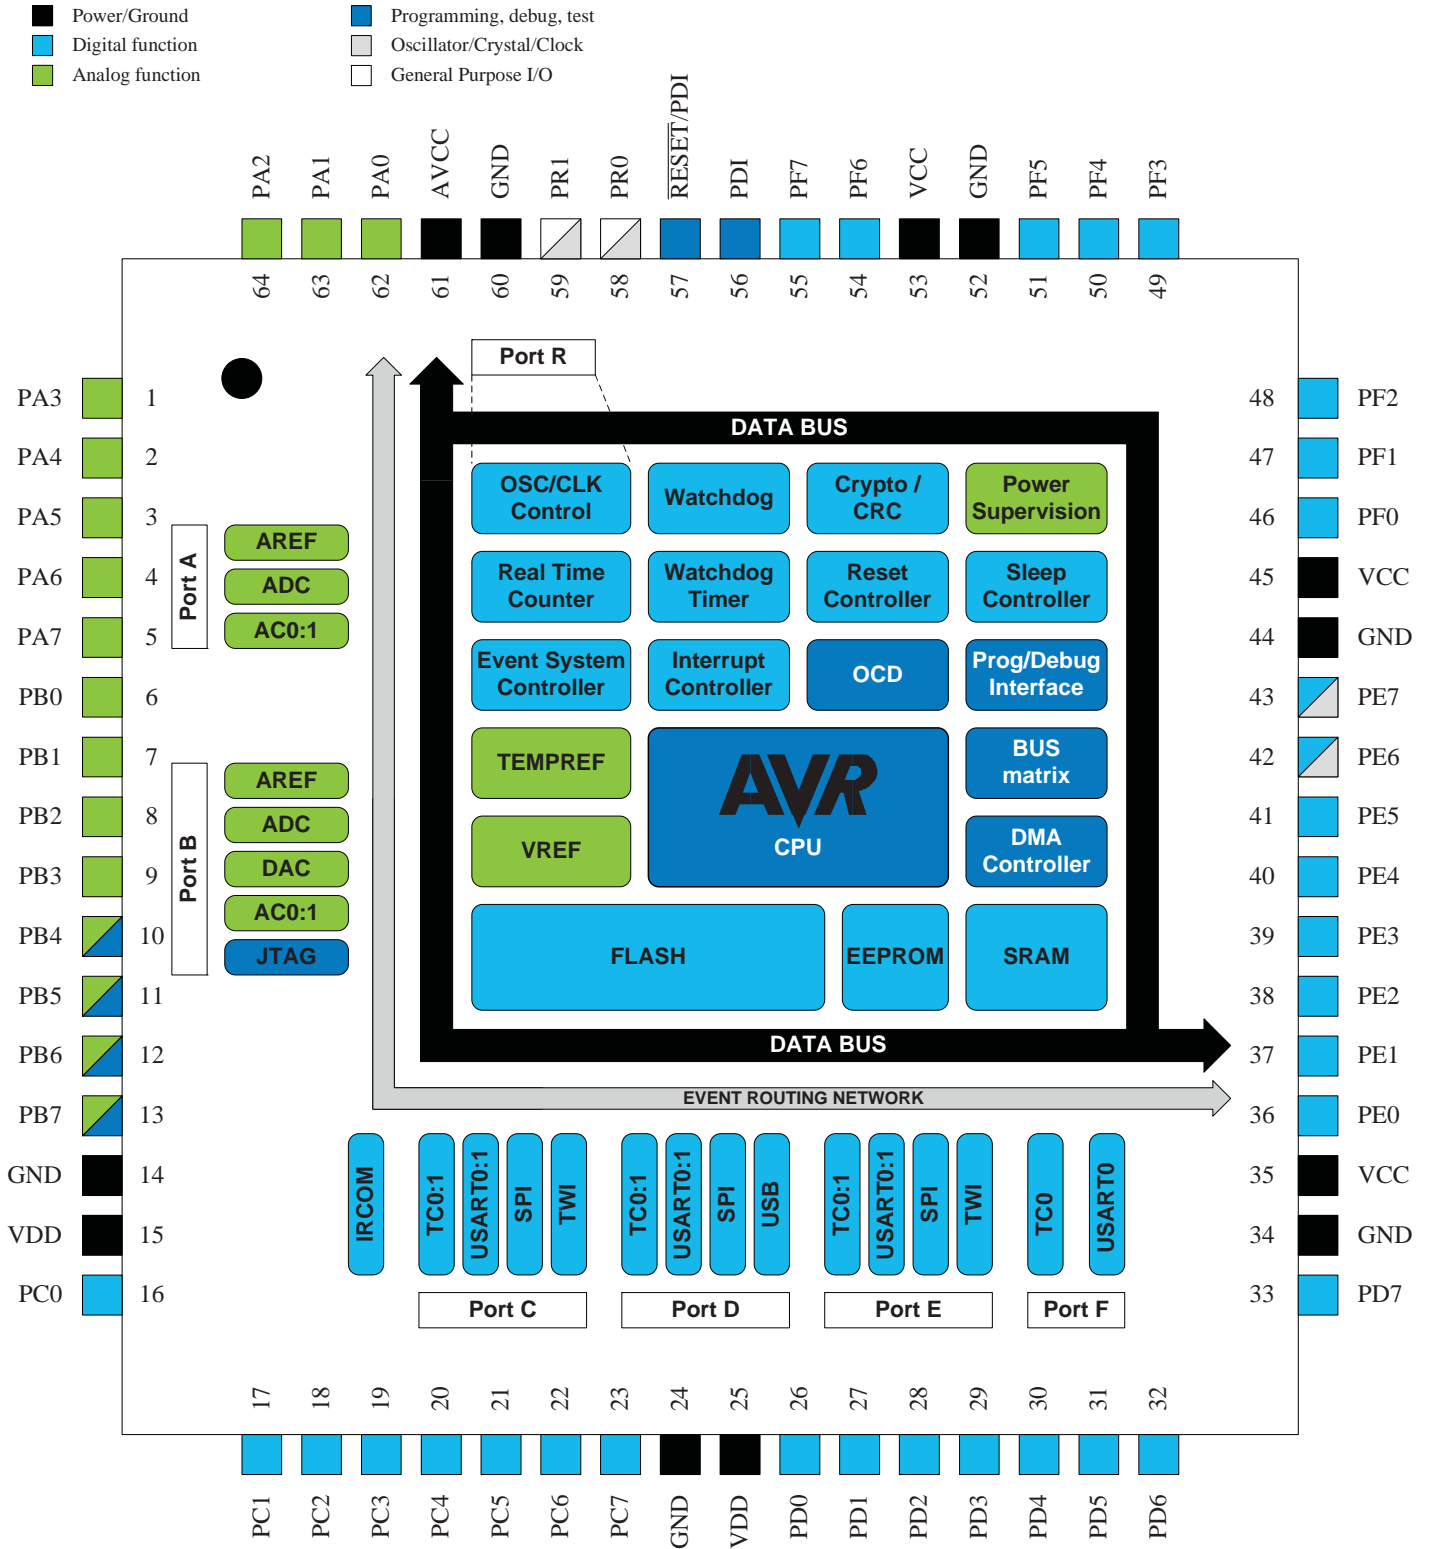 Power/Ground
Digital function
Analog function
Programming, debug, test
Oscillator/Crystal/Clock
General Purpose I/O
PA2
PA1
PA0
AVCC
GND
PR1
PR0
RESET/PDI
PDI
PF7
PF6
VCC
GND
PF5
PF4
PF3
64
63
62
61
60
59
58
57
56
55
54
53
52
51
50
49
PA3 1
PA4 2
PA5 3
PA6 4
PA7 5
PB0 6
PB1 7
PB2 8
PB3 9
PB4 10
PB5 11
PB6 12
PB7 13
GND 14
VDD 15
PC0 16
Port A
AREF
ADC
AC0:1
Port B
AREF
ADC
DAC
AC0:1
JTAG
Port R
DATA BUS
OSC/CLK
Control
Watchdog
Crypto /
CRC
Power
Supervision
Real Time
Counter
Watchdog
Timer
Reset
Controller
Sleep
Controller
Event System
Controller
Interrupt
Controller
OCD
Prog/Debug
Interface
TEMPREF
AVR
CPU
BUS
matrix
VREF
DMA
Controller
FLASH
EEPROM
SRAM
DATA BUS
EVENT ROUTING NETWORK
IRCOM
TC0:1
USART0:1
SPI
TWI
TC0:1
USART0:1
SPI
USB
TC0:1
USART0:1
SPI
TWI
TC0
USART0
Port C
Port D
Port E
Port F
48 PF2
47 PF1
46 PF0
45 VCC
44 GND
43 PE7
42 PE6
41 PE5
40 PE4
39 PE3
38 PE2
37 PE1
36 PE0
35 VCC
34 GND
33 PD7
17
18
19
20
21
22
23
24
25
26
27
28
29
30
31
32
PC1
PC2
PC3
PC4
PC5
PC6
PC7
GND
VDD
PD0
PD1
PD2
PD3
PD4
PD5
PD6